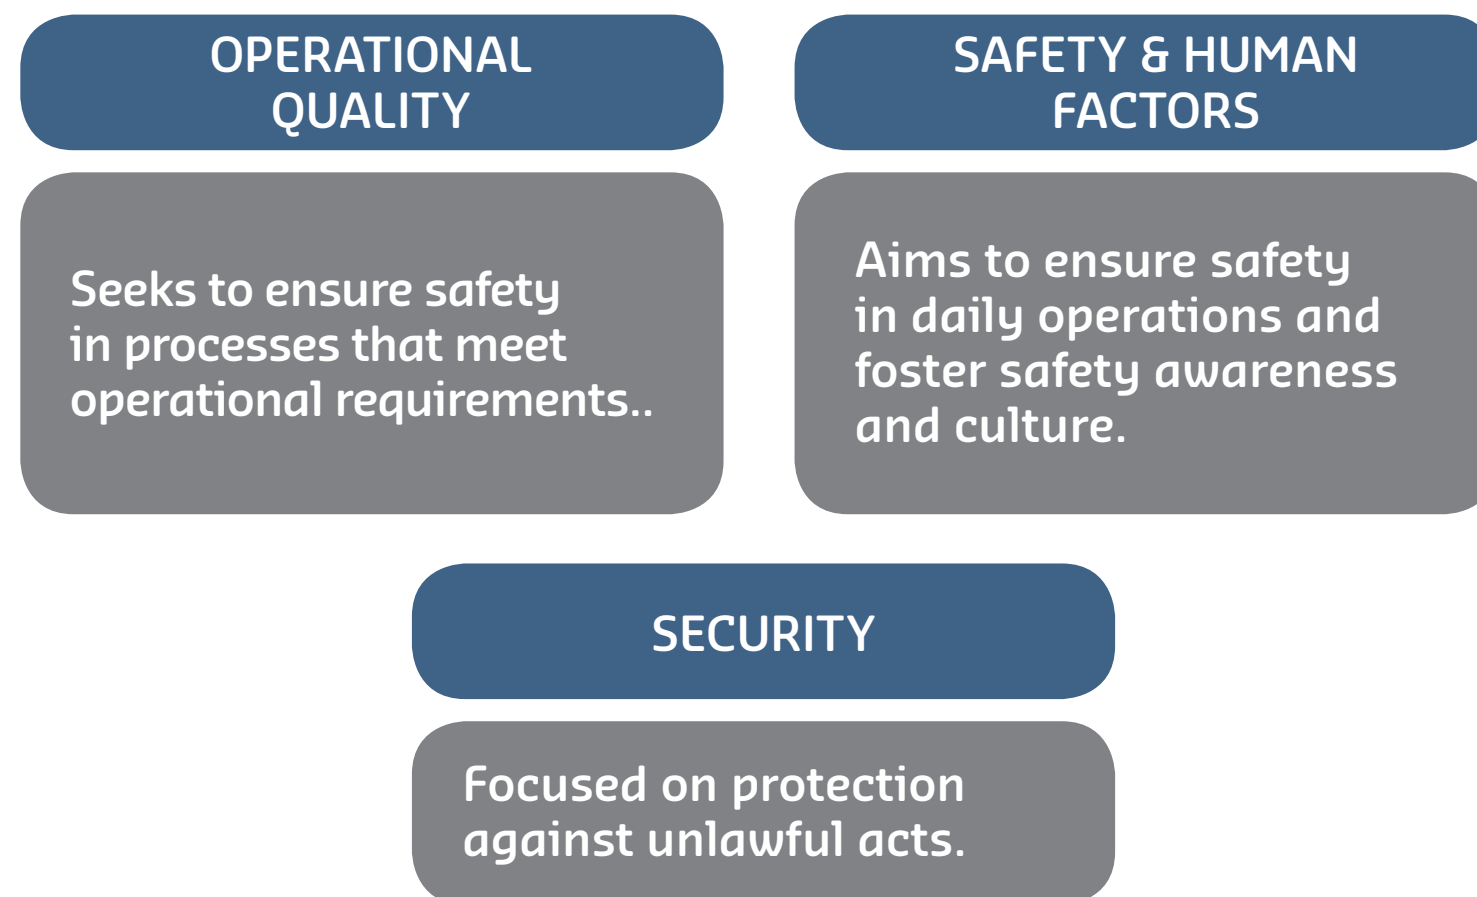 OPERATIONAL
QUALITY
Seeks to ensure safety
in processes that meet
operational requirements..
SAFETY & HUMAN
FACTORS
Aims to ensure safety
in daily operations and
foster safety awareness
and culture.
SECURITY
Focused on protection
against unlawful acts.